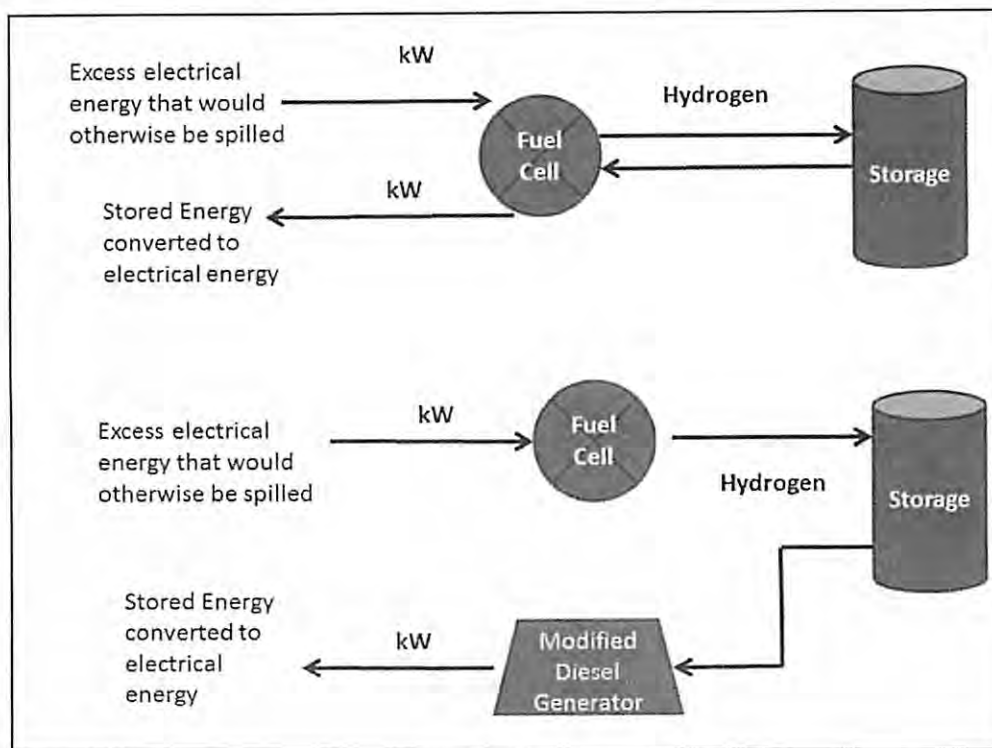 kW
Excess electrical
energy that would
otherwise be spilled
Hydrogen
Fuel
Cell
Storage
kW
Stored Energy
converted to
electrical energy
kW
Excess electrical
energy that would
otherwise be spilled
Fuel
Cell
Hydrogen
Storage
Stored Energy
converted to
electrical
energy
kW
Modified
Diesel
Generator